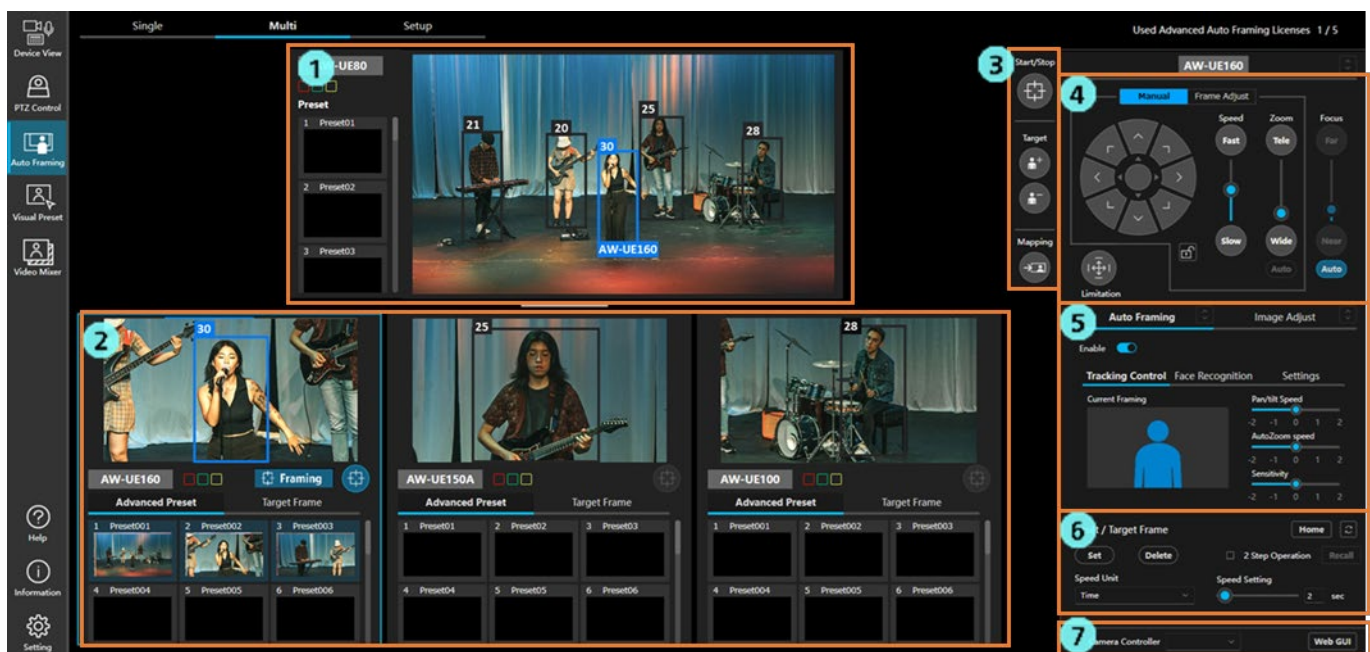 Single
Multi
Setup
Used Advanced Auto Framing Licenses 1 / 5
Device View
PTZ Control
Auto Framing
Visual Preset
Video Mixer
Help
Information
Setting
1
-UE80
Preset
1 Preset01
2 Preset02
3 Preset03
21
20
30
25
28
AW-UE160
3
Start/Stop
Target
Mapping
AW-UE160
4
Manual
Frame Adjust
Speed
Zoom
Focus
Fast
Tele
Far
Slow
Wide
Near
Auto
Auto
Limitation
2
30
25
28
AW-UE160
Framing
Advanced Preset
Target Frame
1 Preset001
2 Preset002
3 Preset003
4 Preset004
5 Preset005
6 Preset006
AW-UE150A
Advanced Preset
Target Frame
1 Preset01
2 Preset02
3 Preset03
4 Preset04
5 Preset05
6 Preset06
AW-UE100
Advanced Preset
Target Frame
1 Preset001
2 Preset002
3 Preset003
4 Preset004
5 Preset005
6 Preset006
5
Auto Framing
Image Adjust
Enable
Tracking Control
Face Recognition
Settings
Current Framing
Pan/tilt Speed
-2 -1 0 1 2
AutoZoom speed
-2 -1 0 1 2
Sensitivity
-2 -1 0 1 2
6
/ Target Frame
Home
Set
Delete
2 Step Operation
Recall
Speed Unit
Speed Setting
Time
2 sec
7
amera Controller
Web GUI